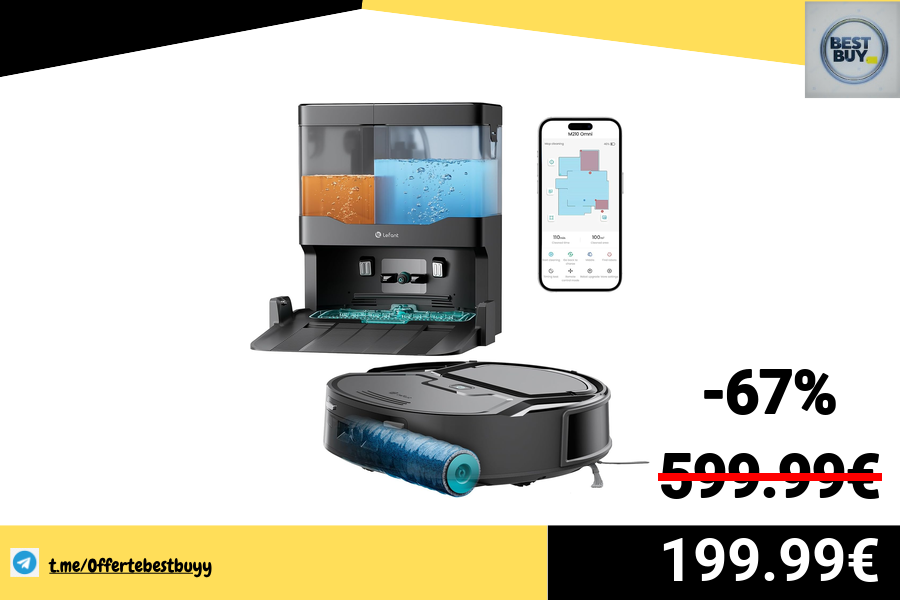 BEST
BUY
M210 Omni
Lefant
-67%
599.99€
199.99€
t.me/Offertebestbuyy